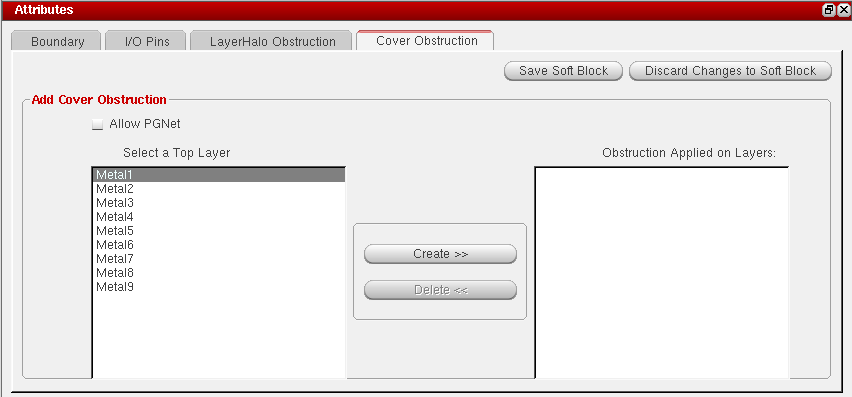 Attributes
Boundary I/O Pins LayerHalo Obstruction Cover Obstruction
Save Soft Block Discard Changes to Soft Block
Add Cover Obstruction
Allow PGNet
Select a Top Layer Obstruction Applied on Layers:
Metal1
Metal2
Metal3
Metal4
Metal5
Metal6
Metal7
Metal8
Metal9
Create >>
Delete <<